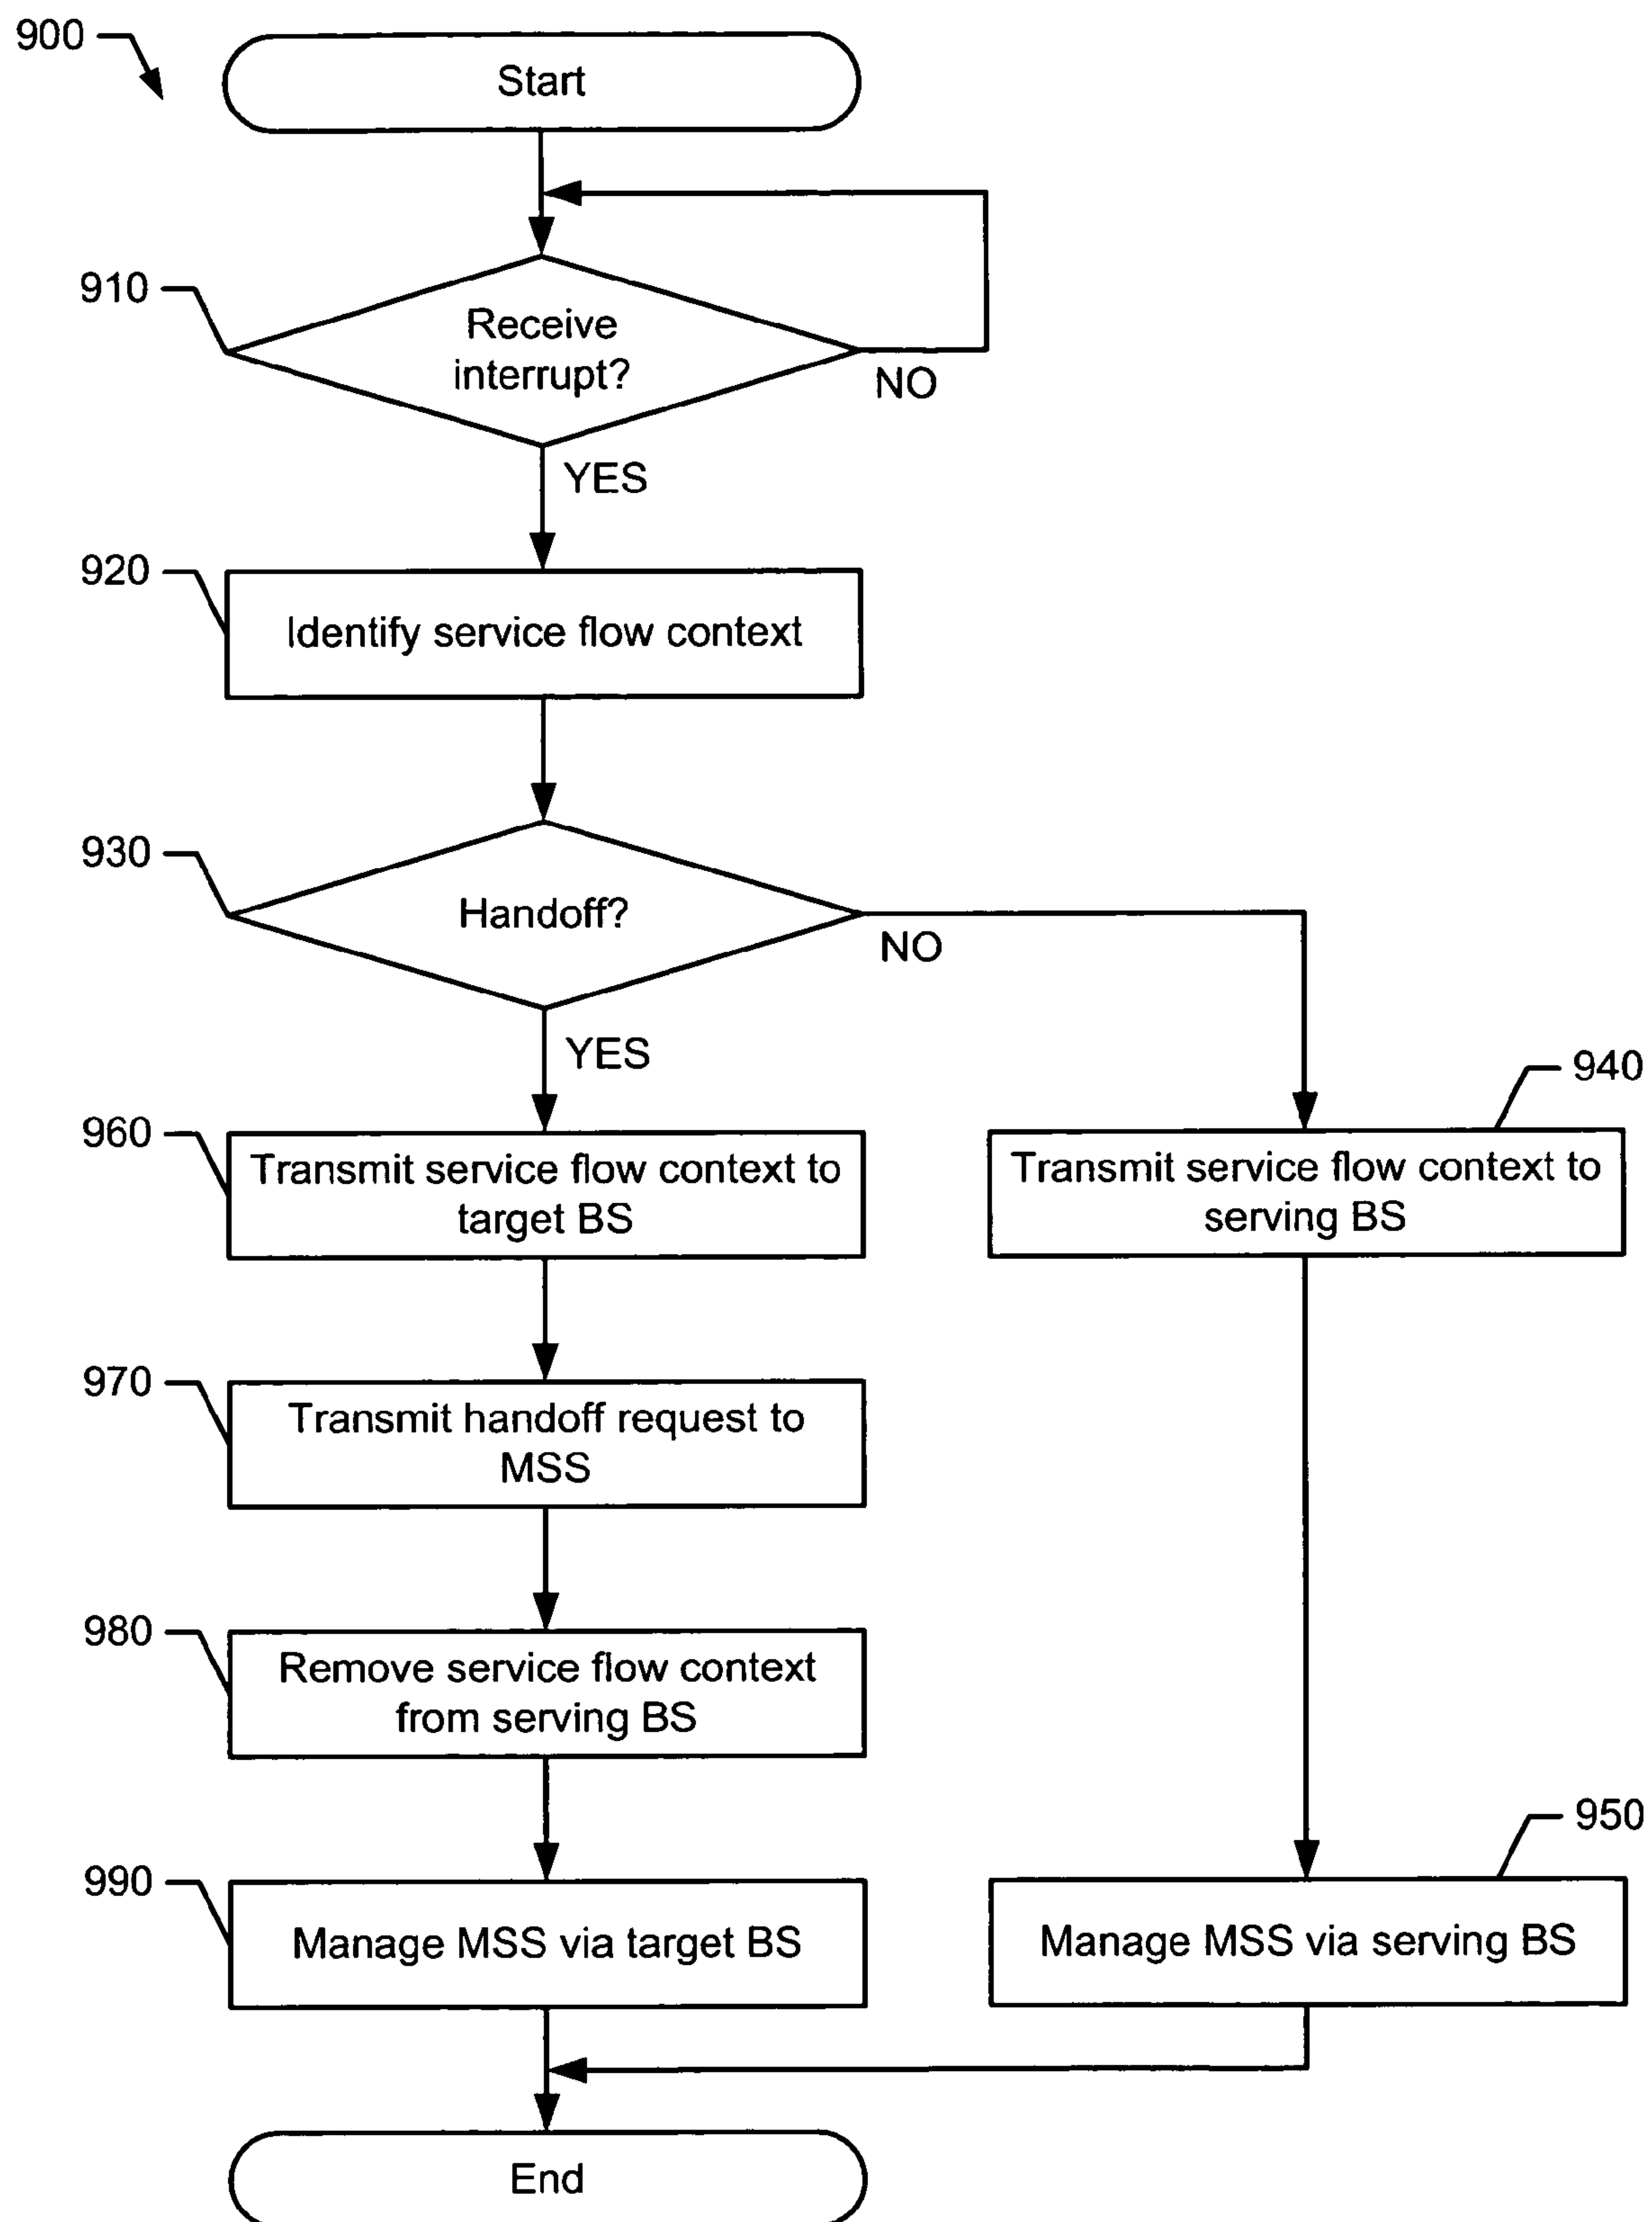 900
Start
910
Receive
interrupt?
NO
YES
920
Identify service flow context
930
Handoff?
NO
YES
940
960
Transmit service flow context to
target BS
Transmit service flow context to
serving BS
970
Transmit handoff request to
MSS
980
Remove service flow context
from serving BS
950
990
Manage MSS via target BS
Manage MSS via serving BS
End